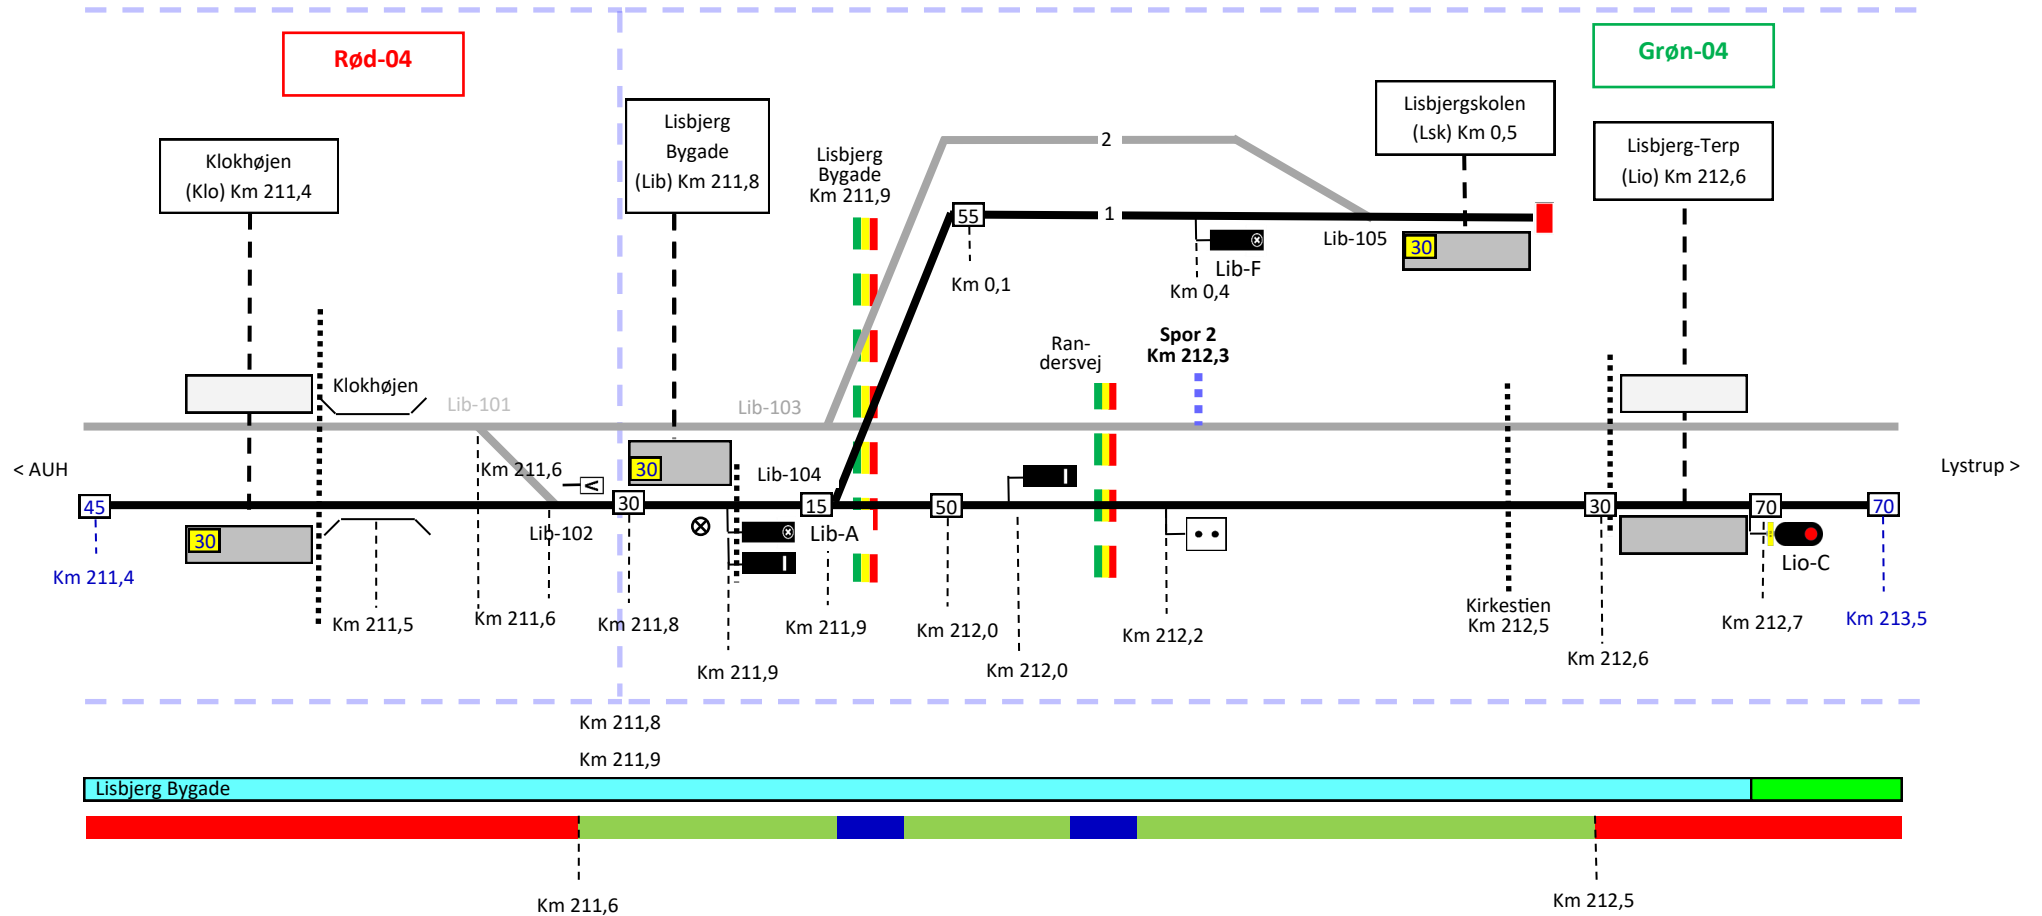 Rød-04
Grøn-04
Klokhøjen
(Klo) Km 211,4
Lisbjerg
Bygade
(Lib) Km 211,8
Lisbjerg
Bygade
Km 211,9
Lisbjergskolen
(Lsk) Km 0,5
Lisbjerg-Terp
(Lio) Km 212,6
2
1
55
Km 0,1
Lib-F
Km 0,4
Lib-105
30
Ran-
dersvej
Spor 2
Km 212,3
Klokhøjen
Lib-101
Lib-103
< AUH
Lystrup >
Km 211,6
V
30
Lib-104
45
30
15
50
30
70
70
30
Lib-102
Lib-A
Lio-C
Km 211,4
Km 211,5
Km 211,6
Km 211,8
Km 211,9
Km 211,9
Km 212,0
Km 212,0
Km 212,2
Kirkestien
Km 212,5
Km 212,6
Km 212,7
Km 213,5
Km 211,8
Km 211,9
Lisbjerg Bygade
Km 211,6
Km 212,5